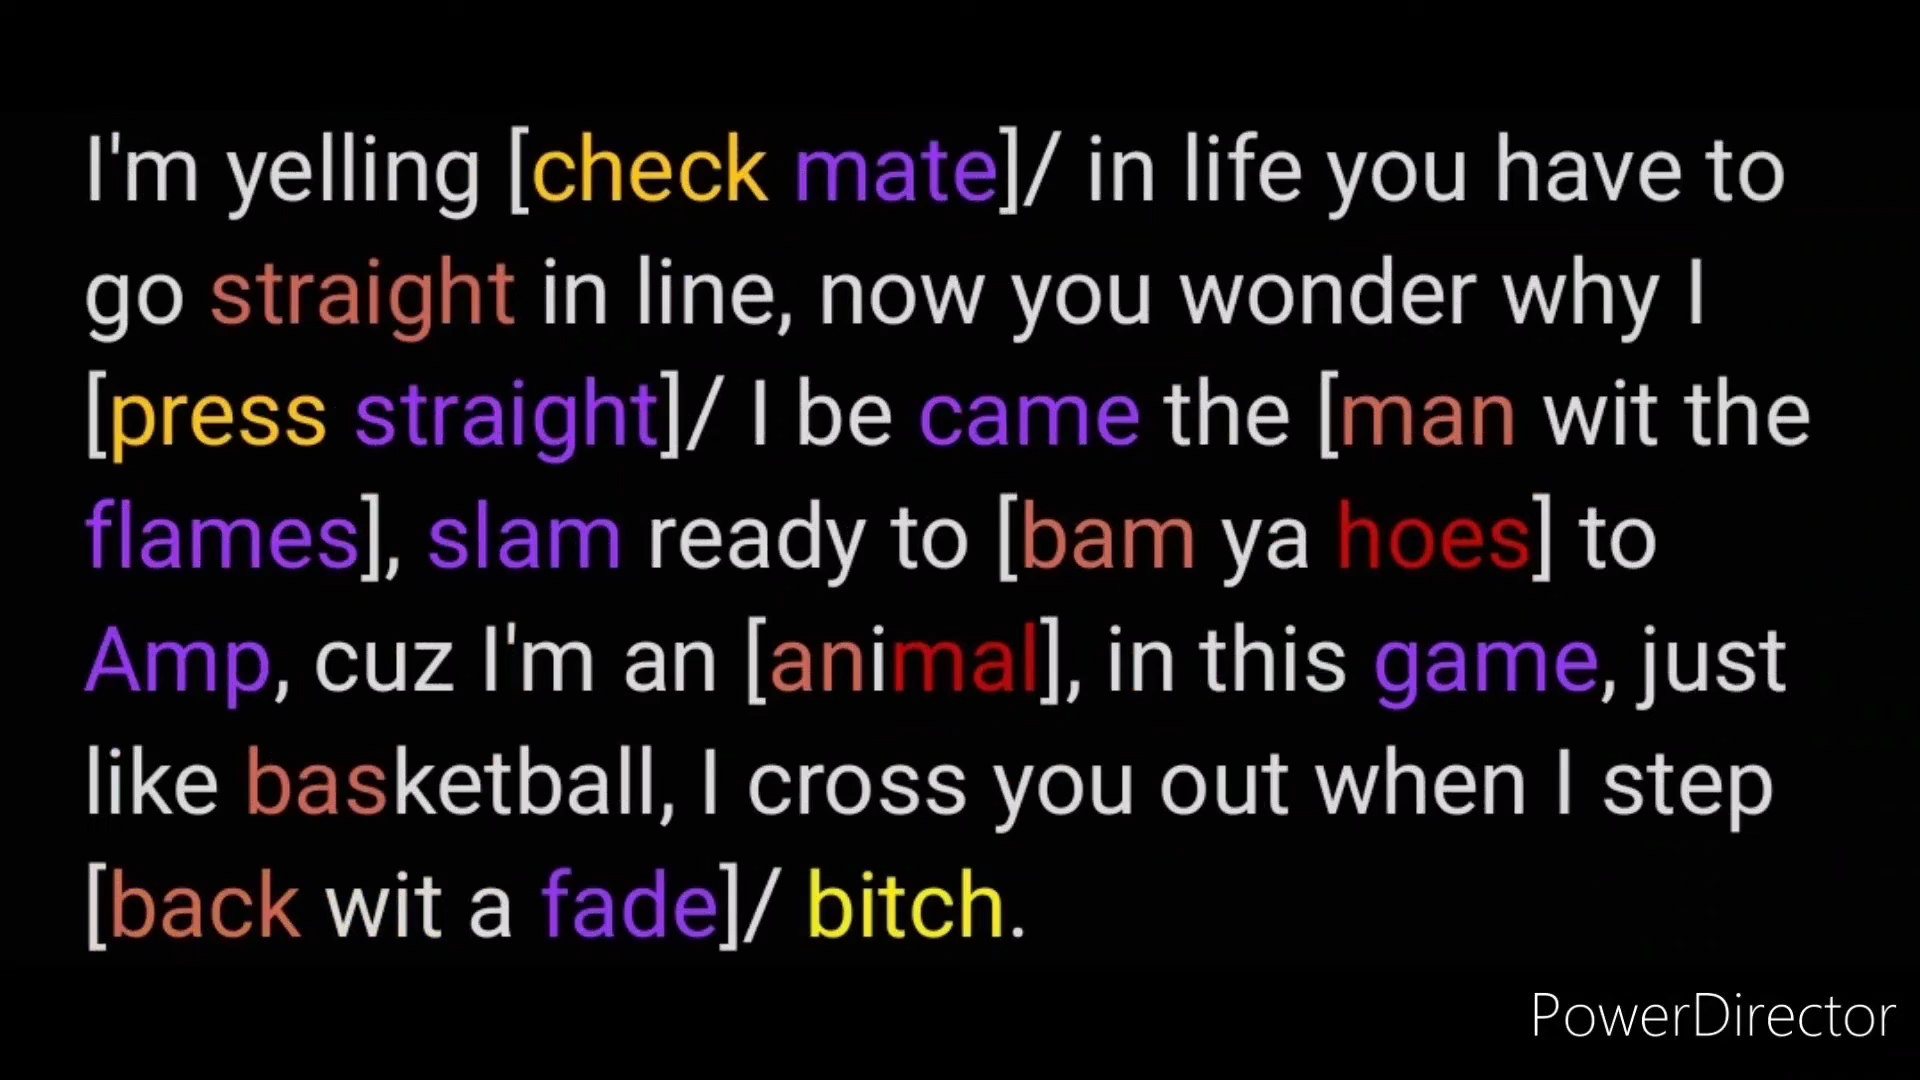 I'm yelling [check mate]/ in life you have to
go straight in line, now you wonder why I
[press straight]/ I be came the [man wit the
flames], slam ready to [bam ya hoes] to
Amp, cuz I'm an [animal], in this game, just
like basketball, I cross you out when I step
[back wit a fade]/ bitch.
PowerDirector